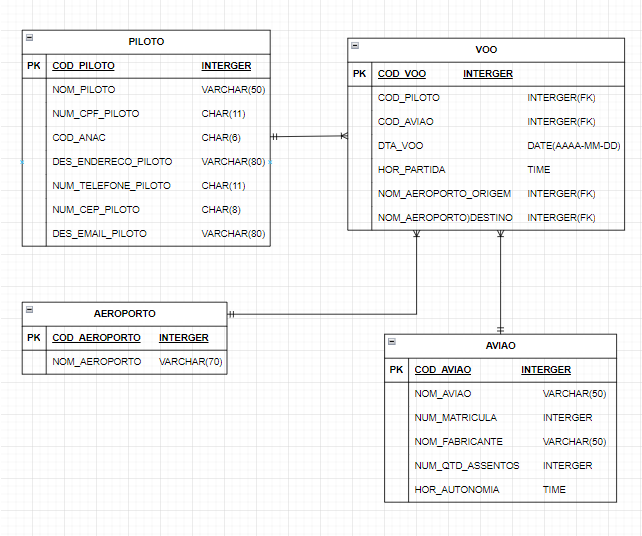 PILOTO
PK COD_PILOTO INTERGER
NOM_PILOTO VARCHAR(50)
NUM_CPF_PILOTO CHAR(11)
COD_ANAC CHAR(6)
DES_ENDERECO_PILOTO VARCHAR(80)
NUM_TELEFONE_PILOTO CHAR(11)
NUM_CEP_PILOTO CHAR(8)
DES_EMAIL_PILOTO VARCHAR(80)
VOO
PK COD_VOO INTERGER
COD_PILOTO INTERGER(FK)
COD_AVIAO INTERGER(FK)
DTA_VOO DATE(AAAA-MM-DD)
HOR_PARTIDA TIME
NOM_AEROPORTO_ORIGEM INTERGER(FK)
NOM_AEROPORTO)DESTINO INTERGER(FK)
AEROPORTO
PK COD_AEROPORTO INTERGER
NOM_AEROPORTO VARCHAR(70)
AVIAO
PK COD_AVIAO INTERGER
NOM_AVIAO VARCHAR(50)
NUM_MATRICULA INTERGER
NOM_FABRICANTE VARCHAR(50)
NUM_QTD_ASSENTOS INTERGER
HOR_AUTONOMIA TIME